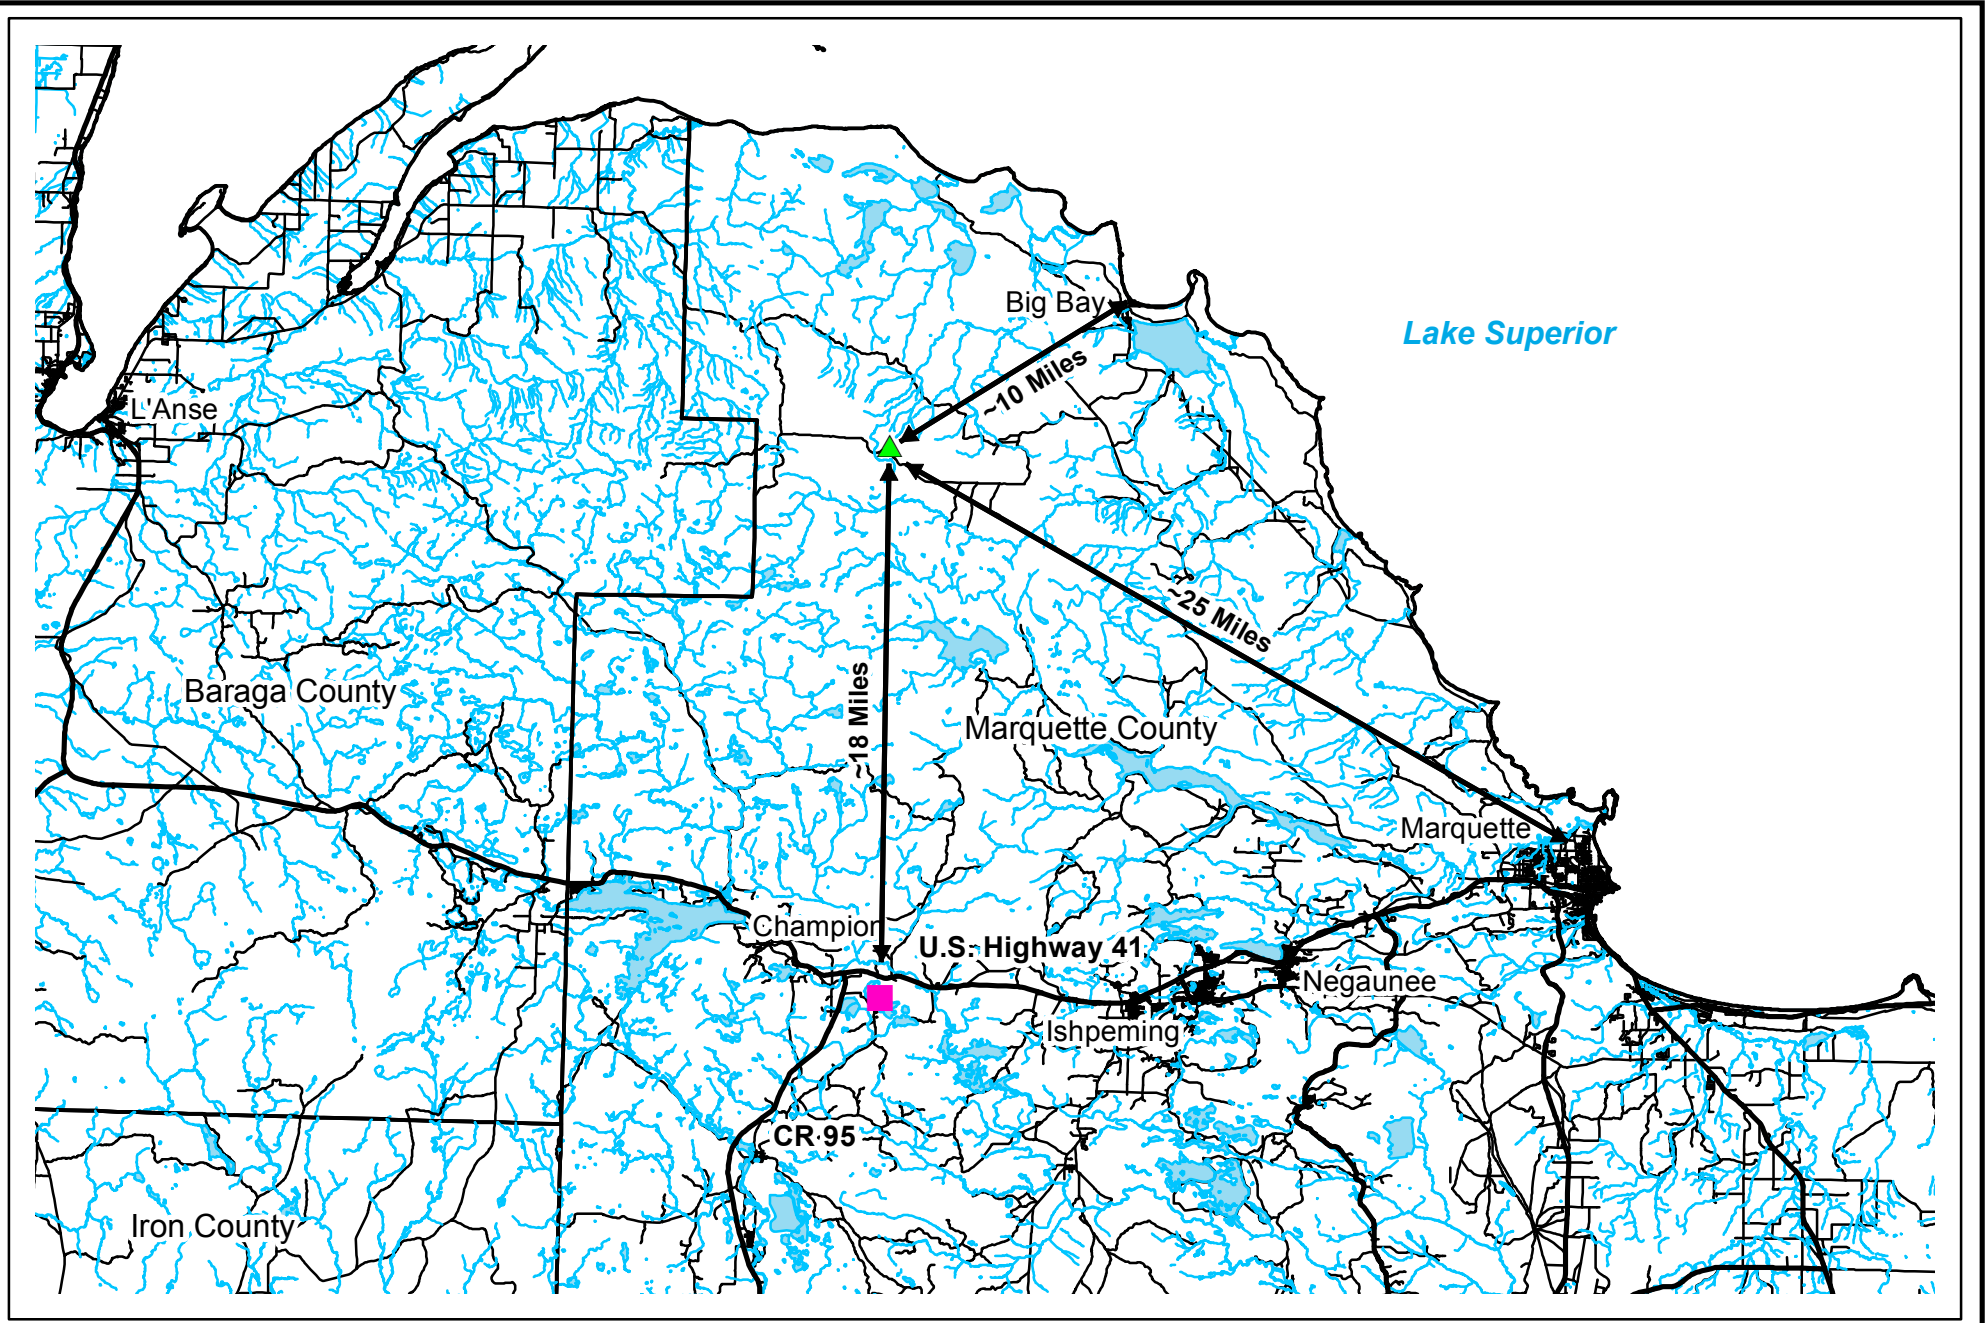 Big Bay
Lake Superior
~10 Miles
L'Anse
~25 Miles
Baraga County
~18 Miles
Marquette County
Marquette
Champion
U.S. Highway 41
Negaunee
Ishpeming
CR 95
Iron County